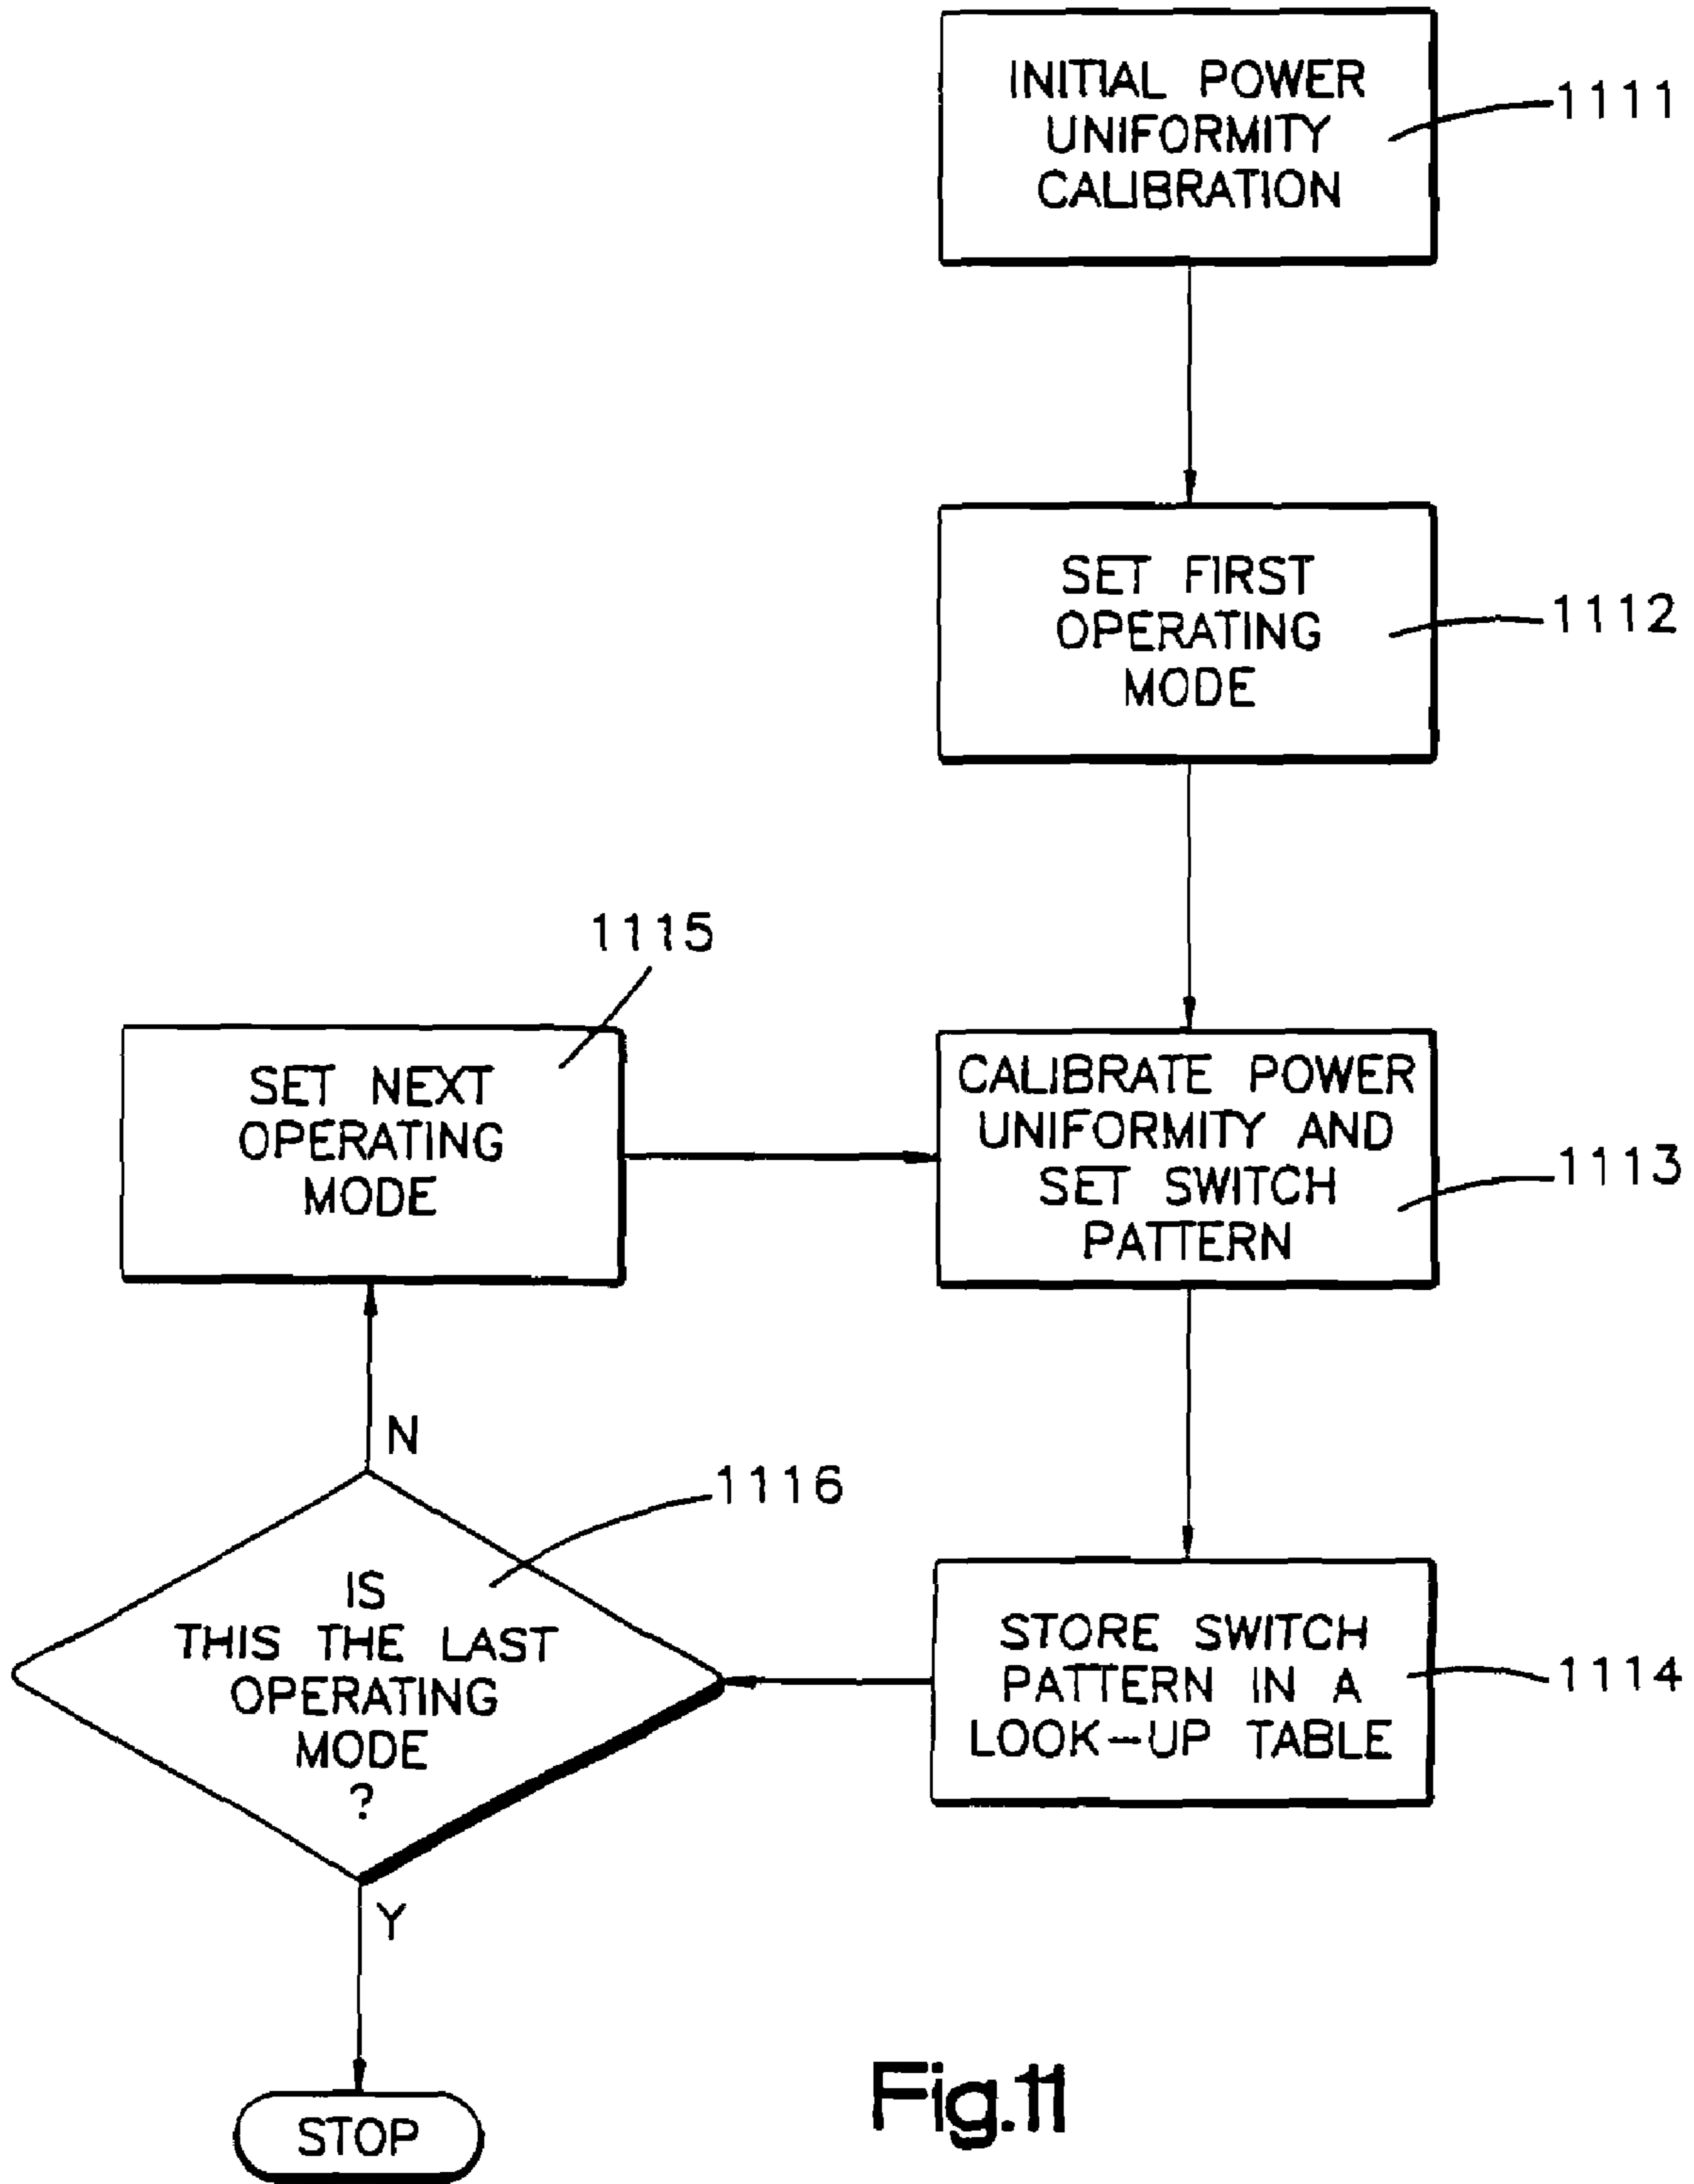 INITIAL POWER
UNIFORMITY
CALIBRATION
1111
SET FIRST
OPERATING
MODE
1112
1115
SET NEXT
OPERATING
MODE
CALIBRATE POWER
UNIFORMITY AND
SET SWITCH
PATTERN
1113
N
1116
IS
THIS THE LAST
OPERATING
MODE
?
STORE SWITCH
PATTERN IN A
LOOK-UP TABLE
1114
Y
STOP
Fig.11